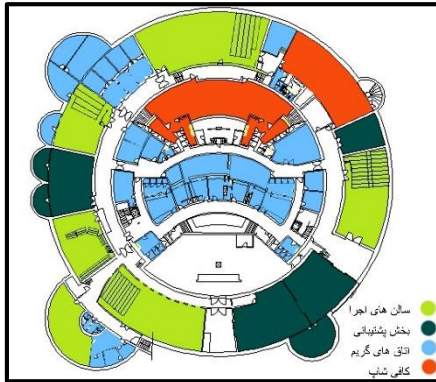 سالن های اجرا
بخش پشتیبانی
اتاق های گریم
کافی شاپ